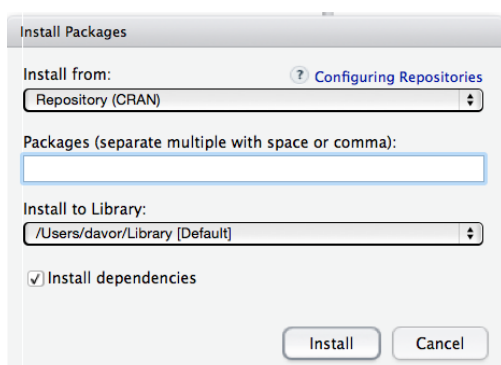 Install Packages
Install from:
? Configuring Repositories
Repository (CRAN)
Packages (separate multiple with space or comma):
Install to Library:
/Users/davor/Library [Default]
Install dependencies
Install
Cancel